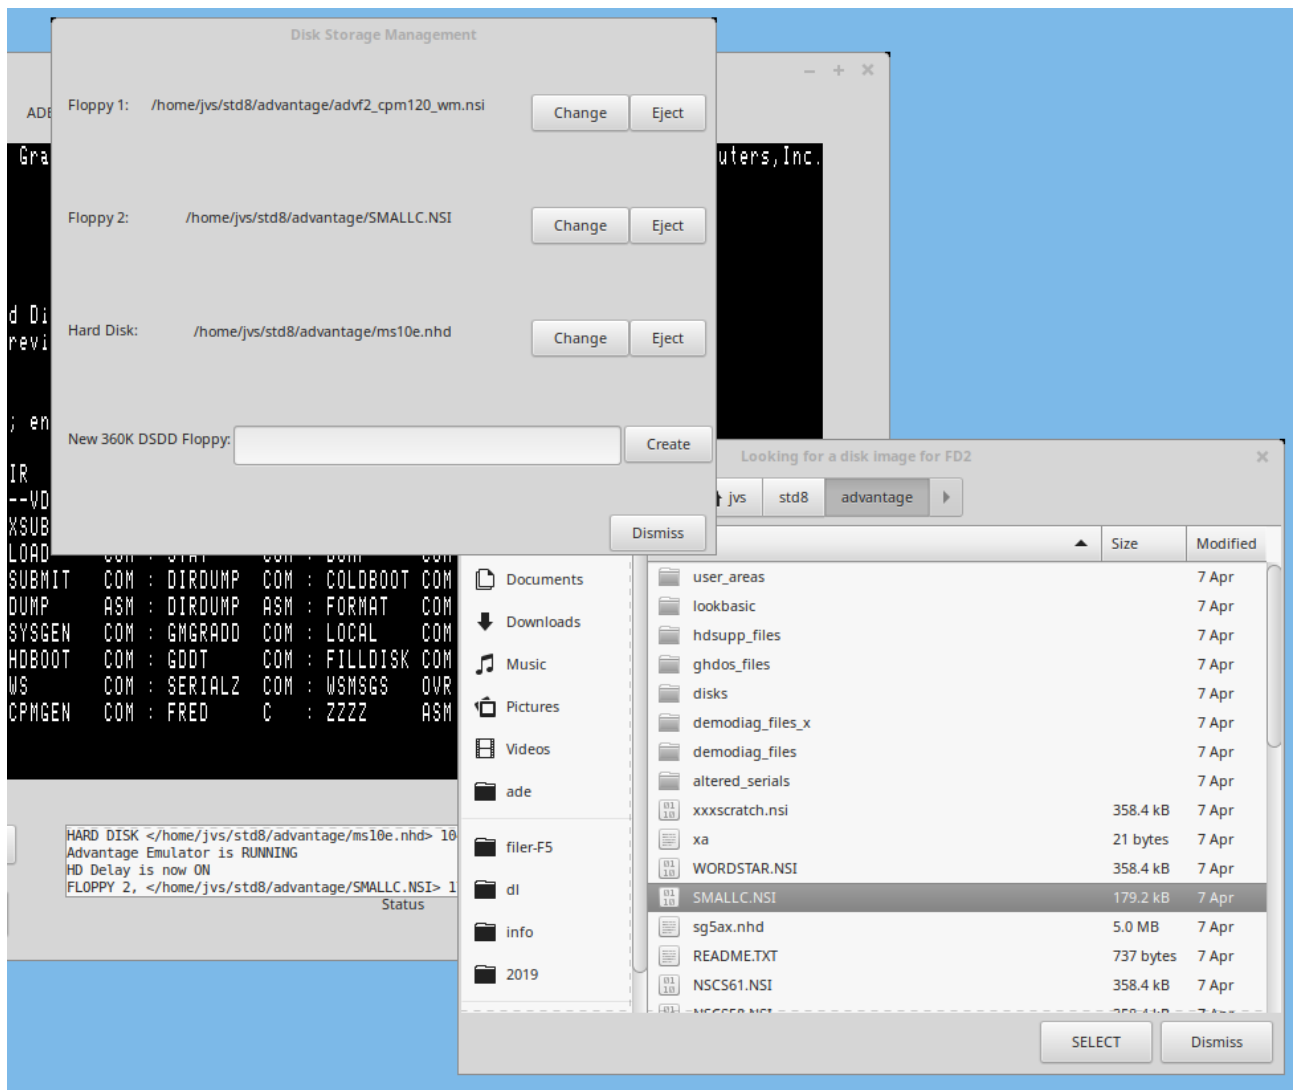 Disk Storage Management
Floppy 1: /home/jvs/std8/advantage/advf2_cpm120_wm.nsi Change Eject
Floppy 2: /home/jvs/std8/advantage/SMALLC.NSI Change Eject
Hard Disk: /home/jvs/std8/advantage/ms10e.nhd Change Eject
New 360K DSDD Floppy: Create
Dismiss
ADE
Gra
uters,Inc.
d Di
revi
; en
IR
--VD
XSUB
LOAD COM : STAT COM : COM
SUBMIT COM : DIRDUMP COM : COLDBOOT COM
DUMP ASM : DIRDUMP ASM : FORMAT COM
SYSGEN COM : GMGRADD COM : LOCAL COM
HDBOOT COM : GDDT COM : FILLDISK COM
WS COM : SERIALZ COM : WSMSGS OVR
CPMGEN COM : FRED C : ZZZZ ASM
HARD DISK </home/jvs/std8/advantage/ms10e.nhd> 10
Advantage Emulator is RUNNING
HD Delay is now ON
FLOPPY 2, </home/jvs/std8/advantage/SMALLC.NSI> 1
Status
Looking for a disk image for FD2
jvs std8 advantage
Size Modified
Documents
Downloads
Music
Pictures
Videos
ade
filer-F5
dl
info
2019
user_areas 7 Apr
lookbasic 7 Apr
hdsupp_files 7 Apr
ghdos_files 7 Apr
disks 7 Apr
demodiag_files_x 7 Apr
demodiag_files 7 Apr
altered_serials 7 Apr
xxxscratch.nsi 358.4 kB 7 Apr
xa 21 bytes 7 Apr
WORDSTAR.NSI 358.4 kB 7 Apr
SMALLC.NSI 179.2 kB 7 Apr
sg5ax.nhd 5.0 MB 7 Apr
README.TXT 737 bytes 7 Apr
NSCS61.NSI 358.4 kB 7 Apr
SELECT Dismiss